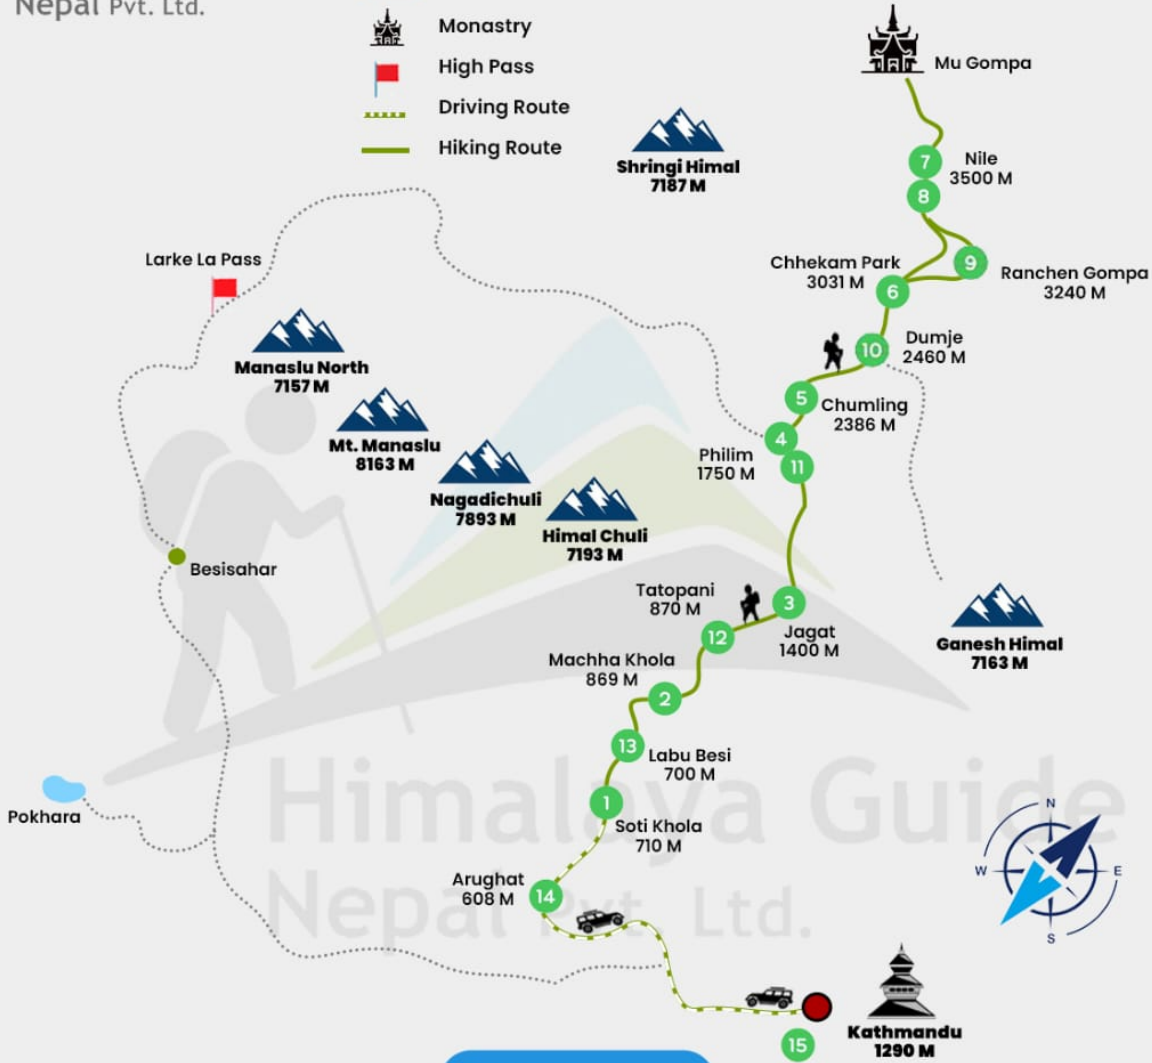 Nepal Pvt. Ltd.
Monastry
High Pass
Driving Route
Hiking Route
Mu Gompa
Shringi Himal
7187 M
7
Nile
3500 M
8
Larke La Pass
Chhekam Park
3031 M
9
Ranchen Gompa
3240 M
6
Manaslu North
7157 M
10
Dumje
2460 M
Mt. Manaslu
8163 M
5
Chumling
2386 M
4
Philim
1750 M
11
Nagadichuli
7893 M
Himal Chuli
7193 M
Besisahar
Tatopani
870 M
3
Jagat
1400 M
12
Ganesh Himal
7163 M
Machha Khola
869 M
2
13
Labu Besi
700 M
Himalaya Guide
Nepal Pvt. Ltd.
Pokhara
1
Soti Khola
710 M
N
W
E
S
Arughat
608 M
14
Kathmandu
1290 M
15